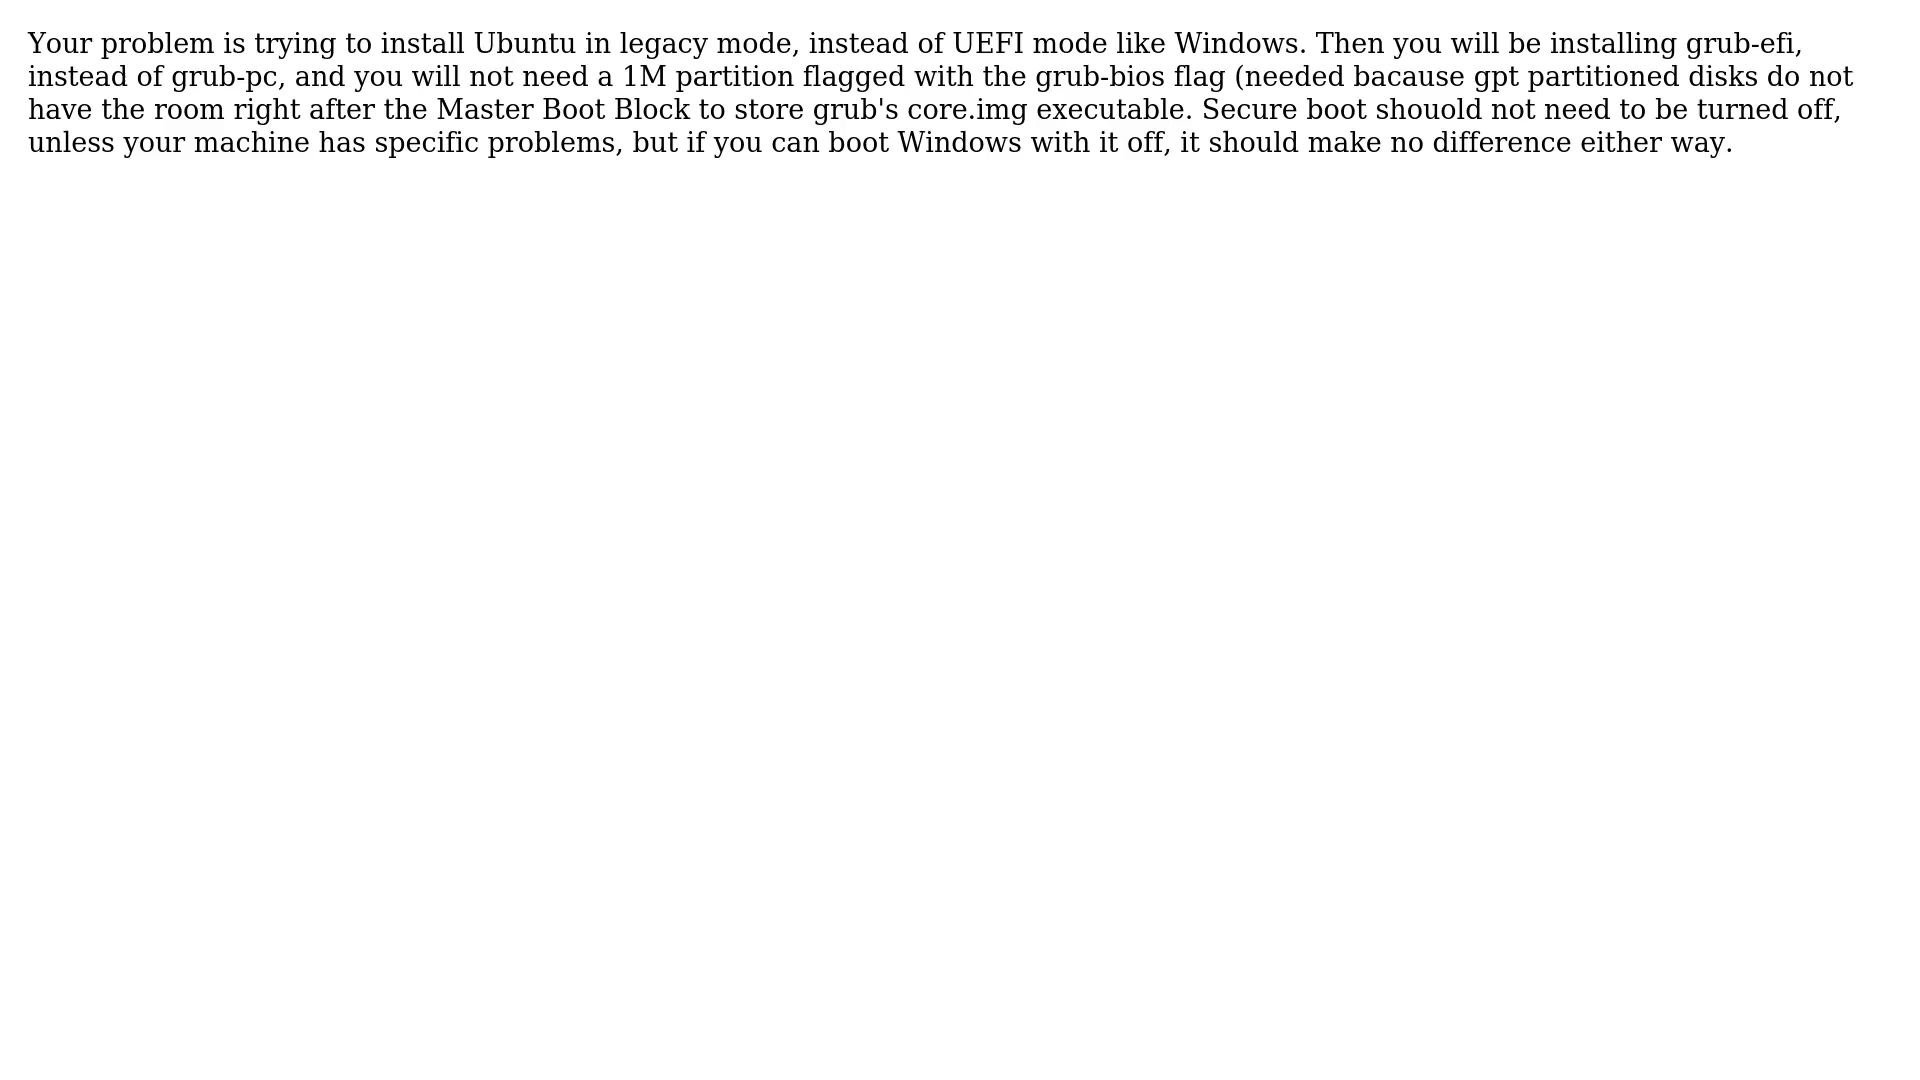 Your problem is trying to install Ubuntu in legacy mode, instead of UEFI mode like Windows. Then you will be installing grub-efi,
instead of grub-pc, and you will not need a 1M partition flagged with the grub-bios flag (needed bacause gpt partitioned disks do not
have the room right after the Master Boot Block to store grub's core.img executable. Secure boot shouold not need to be turned off,
unless your machine has specific problems, but if you can boot Windows with it off, it should make no difference either way.